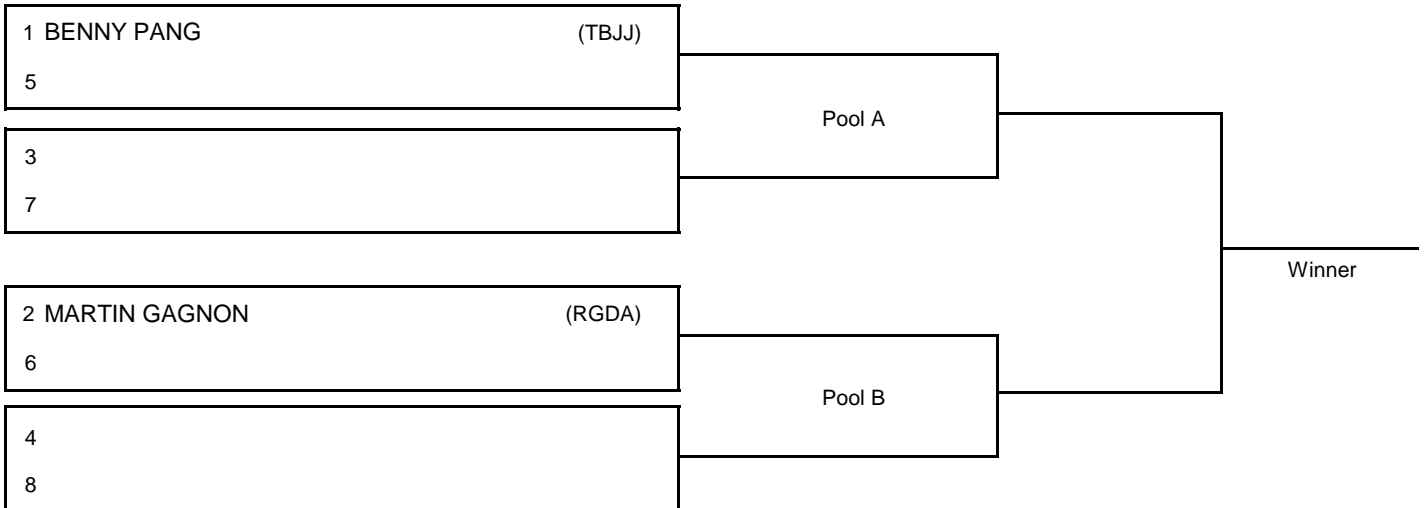 1 BENNY PANG (TBJJ)
5
Pool A
3
7
Winner
2 MARTIN GAGNON (RGDA)
6
Pool B
4
8